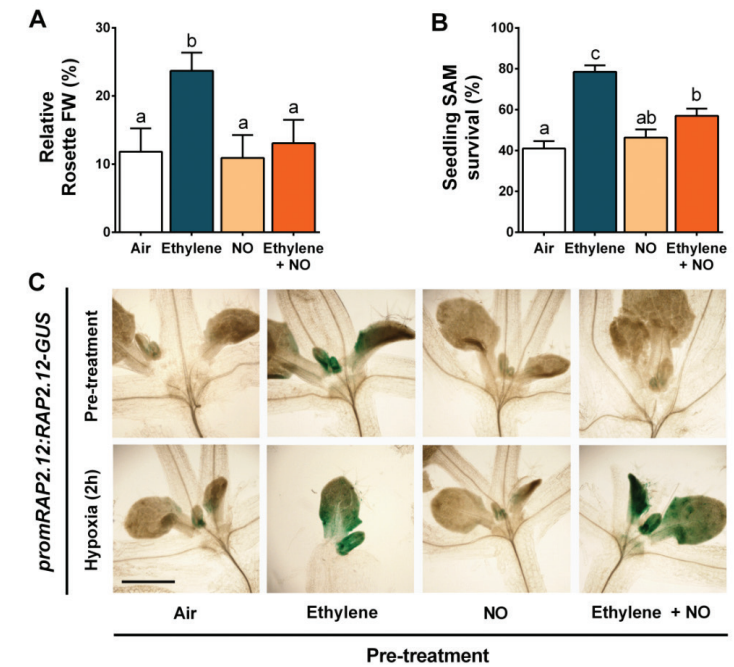 A
Relative
Rosette FW (%)
30
20
10
0
a
b
a
a
Air
Ethylene
NO
Ethylene
+ NO
B
Seedling SAM
survival (%)
100
80
60
40
20
0
a
c
ab
b
Air
Ethylene
NO
Ethylene
+ NO
C
promRAP2.12:RAP2.12-GUS
Pre-treatment
Hypoxia (2h)
Air
Ethylene
NO
Ethylene + NO
Pre-treatment